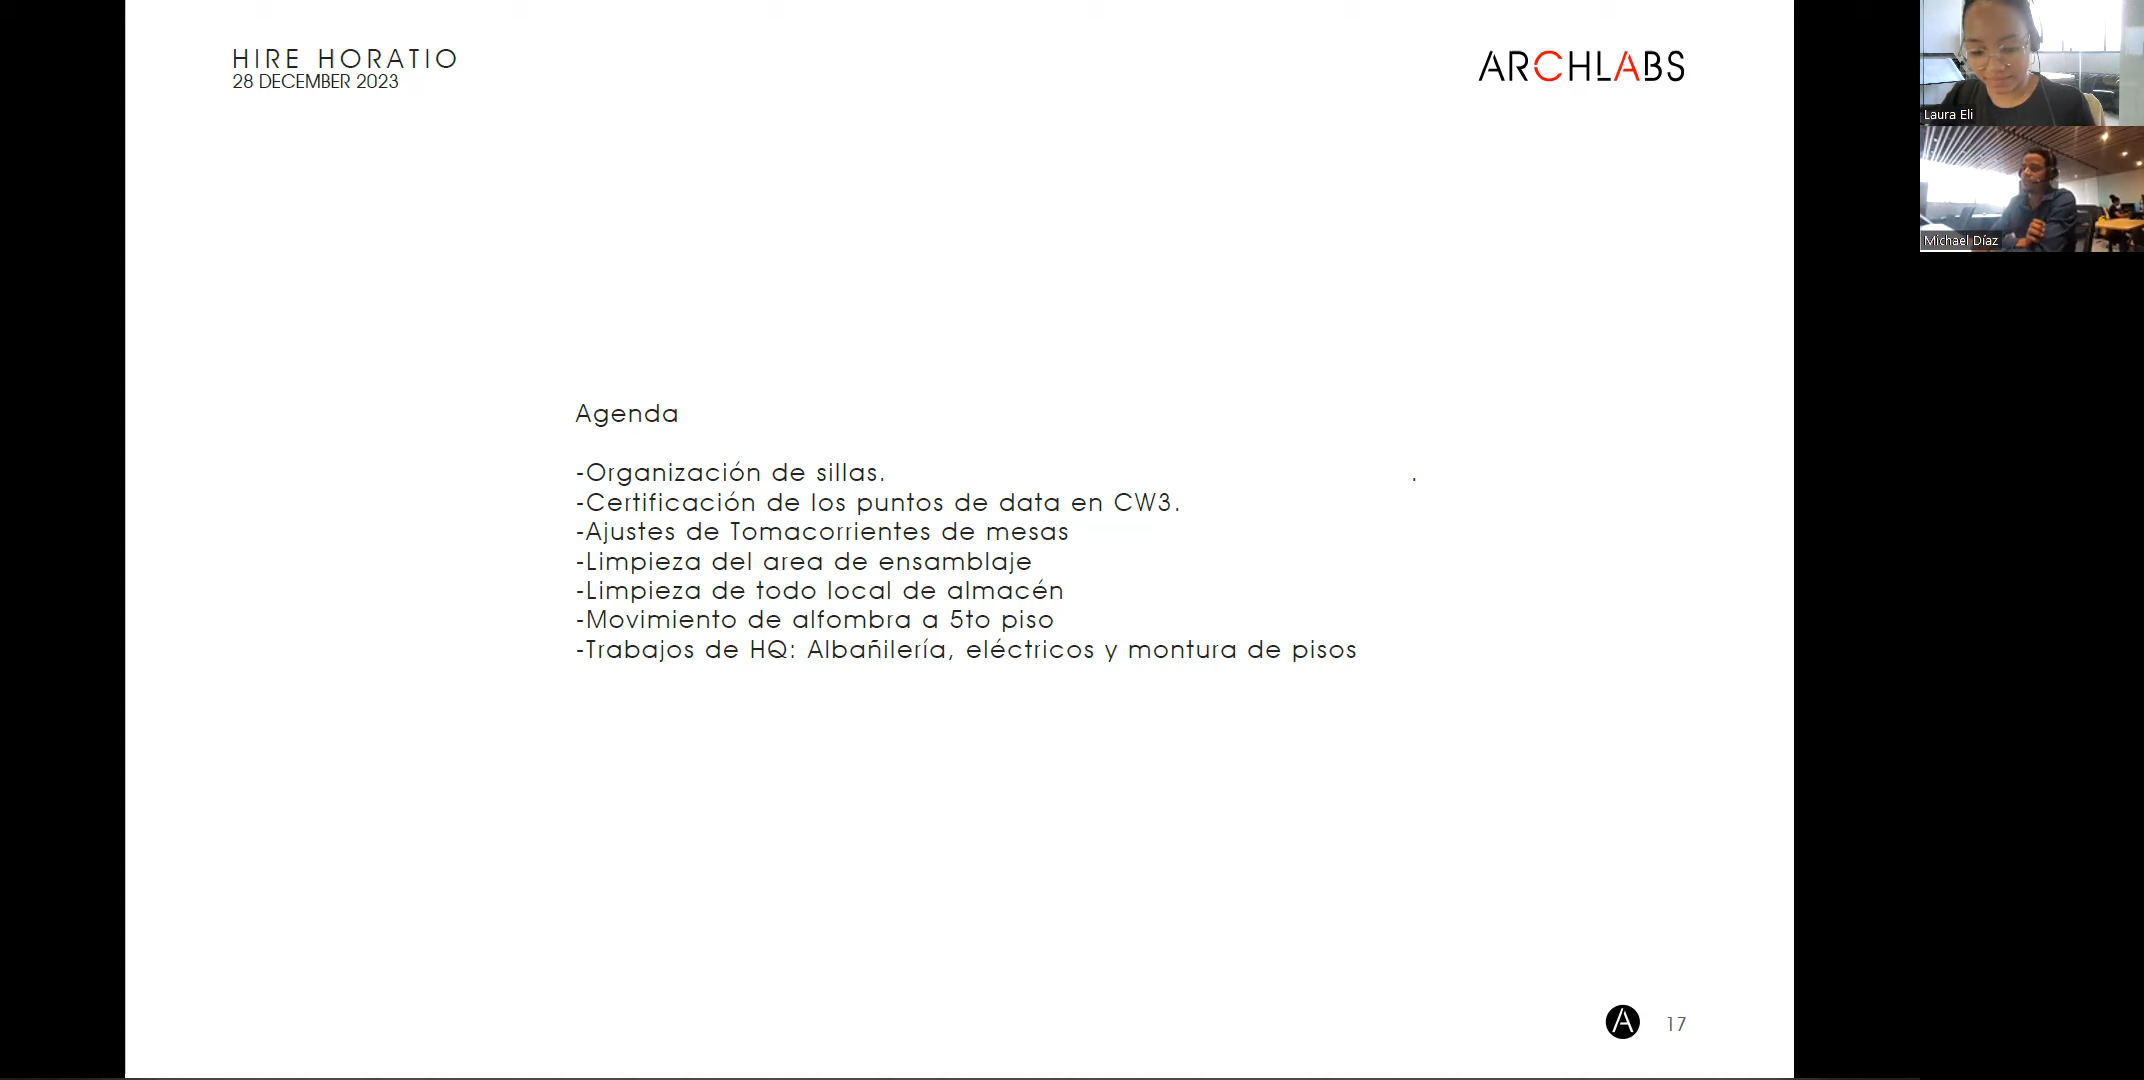 HIRE HORATIO
28 DECEMBER 2023
ARCHLABS
Laura Eli
Michael Díaz
Agenda
-Organización de sillas.
.
-Certificación de los puntos de data en CW3.
-Ajustes de Tomacorrientes de mesas
-Limpieza del area de ensamblaje
-Limpieza de todo local de almacén
-Movimiento de alfombra a 5to piso
-Trabajos de HQ: Albañilería, eléctricos y montura de pisos
A
17